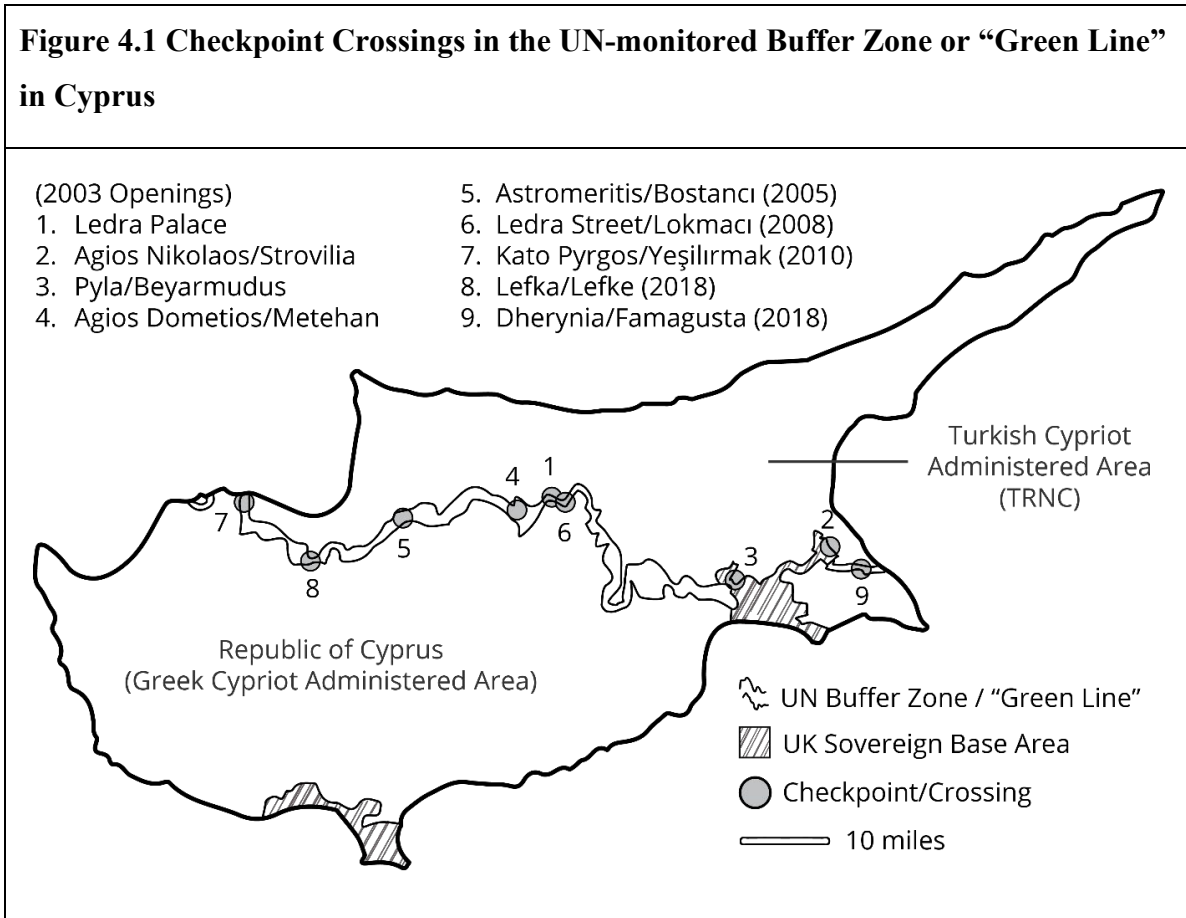 Figure 4.1 Checkpoint Crossings in the UN-monitored Buffer Zone or “Green Line”
in Cyprus
(2003 Openings)
1. Ledra Palace
2. Agios Nikolaos/Strovilia
3. Pyla/Beyarmudus
4. Agios Dometios/Metehan
5. Astromeritis/Bostancı (2005)
6. Ledra Street/Lokmacı (2008)
7. Kato Pyrgos/Yeşilırmak (2010)
8. Lefka/Lefke (2018)
9. Dherynia/Famagusta (2018)
Turkish Cypriot
Administered Area
(TRNC)
4
1
7
5
6
2
8
3
9
Republic of Cyprus
(Greek Cypriot Administered Area)
UN Buffer Zone / “Green Line”
UK Sovereign Base Area
Checkpoint/Crossing
10 miles